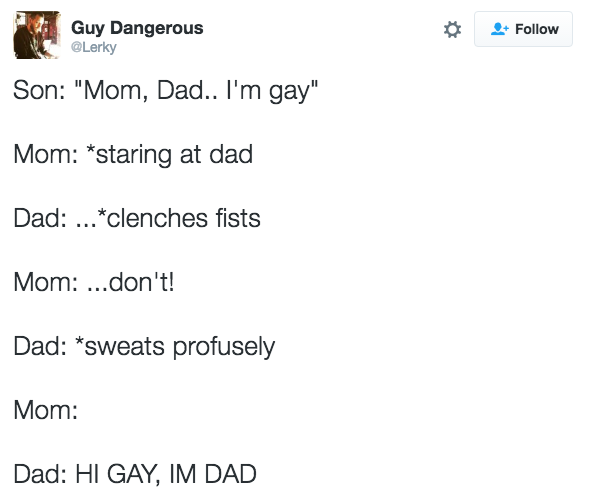 Guy Dangerous
@Lerky
Follow
Son: "Mom, Dad.. I'm gay"
Mom: *staring at dad
Dad: ...*clenches fists
Mom: ...don't!
Dad: *sweats profusely
Mom:
Dad: HI GAY, IM DAD